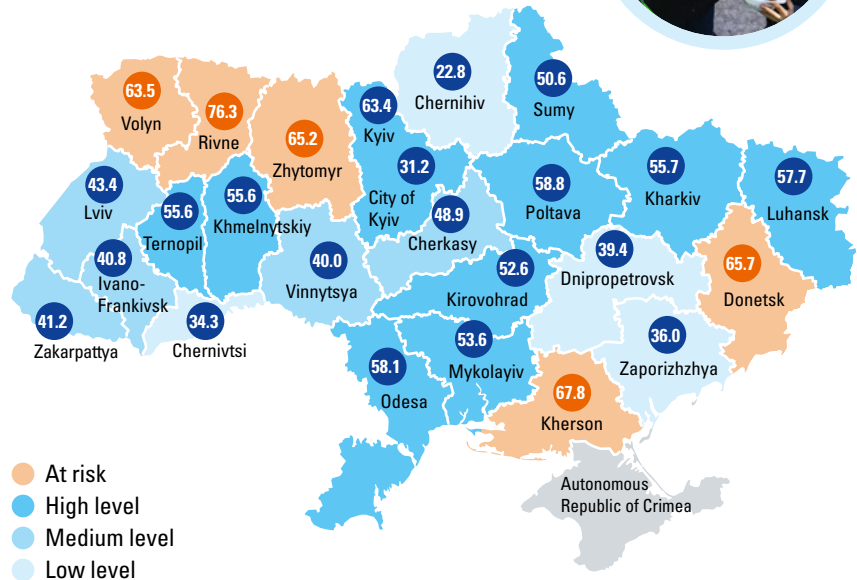 22.8
Chernihiv
50.6
Sumy
63.5
Volyn
76.3
Rivne
65.2
Zhytomyr
63.4
Kyiv
31.2
City of
Kyiv
43.4
Lviv
55.6
Ternopil
55.6
Khmelnytskiy
48.9
Cherkasy
58.8
Poltava
55.7
Kharkiv
57.7
Luhansk
40.8
Ivano-
Frankivsk
40.0
Vinnytsya
52.6
Kirovohrad
39.4
Dnipropetrovsk
65.7
Donetsk
41.2
Zakarpattya
34.3
Chernivtsi
58.1
Odesa
53.6
Mykolayiv
36.0
Zaporizhzhya
67.8
Kherson
Autonomous
Republic of Crimea
At risk
High level
Medium level
Low level